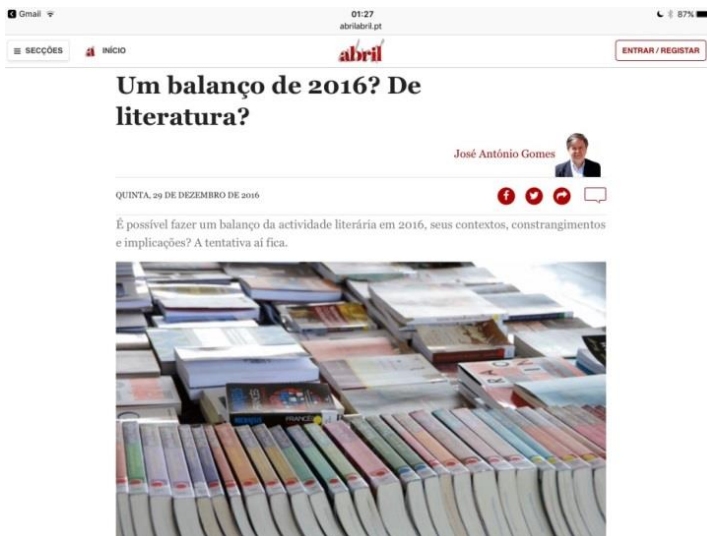 Gmail
01:27
87%
abrilabril.pt
SECÇÕES
INÍCIO
abril
ENTRAR / REGISTAR
Um balanço de 2016? De
literatura?
José António Gomes
QUINTA, 29 DE DEZEMBRO DE 2016
É possível fazer um balanço da actividade literária em 2016, seus contextos, constrangimentos
e implicações? A tentativa aí fica.